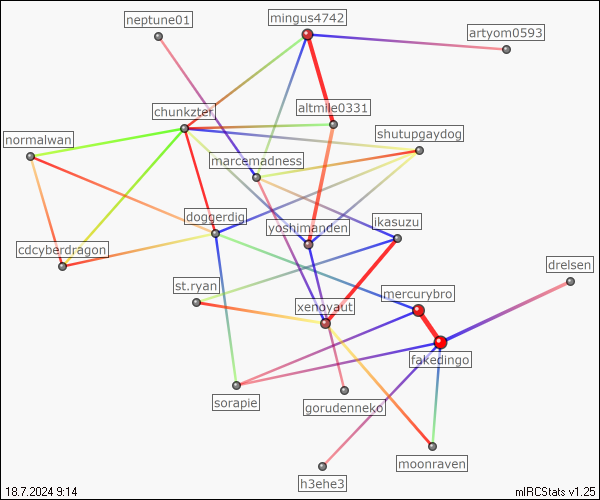 neptune01
mingus4742
artyom0593
chunkzter
altmile0331
normalwan
shutupgaydog
marcemadness
doggerdig
yoshimanden
ikasuzu
cdcyberdragon
drelsen
st.ryan
mercurybro
xenoyaut
fakedingo
sorapie
gorudenneko
moonraven
h3ehe3
18.7.2024 9:14
mIRCStats v1.25